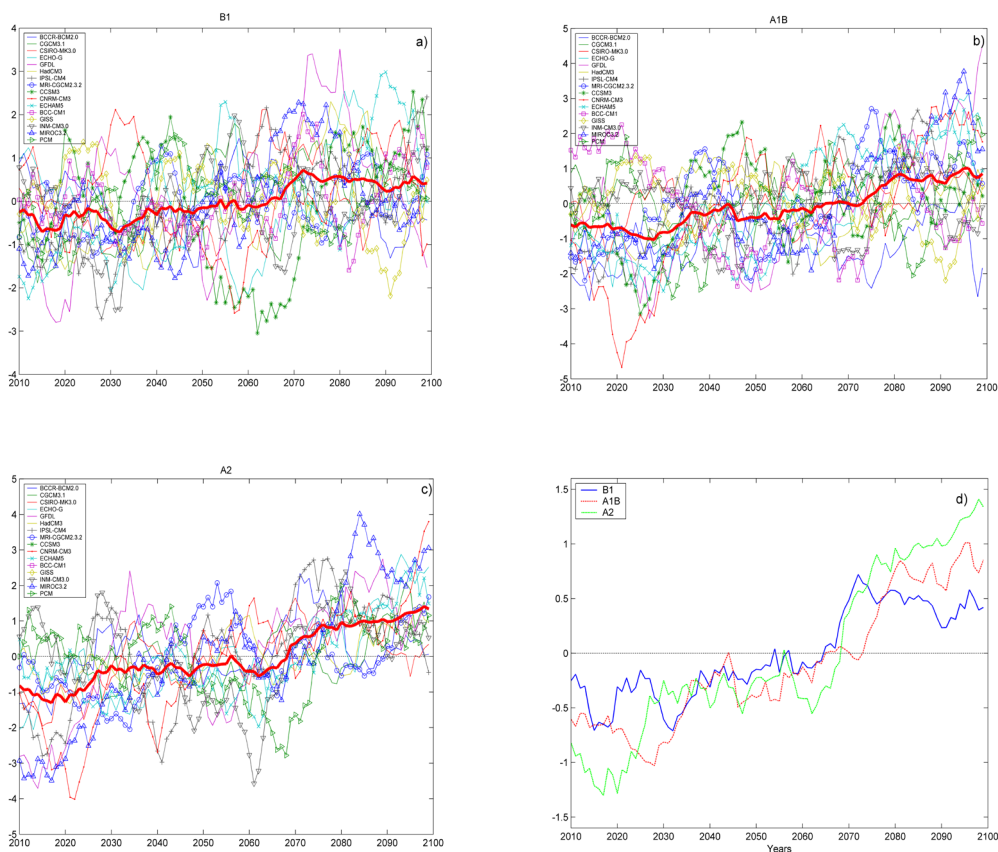 B1
a)
4
3
2
1
0
-1
-2
-3
-4
BCCR-BCM2.0
CGCM3.1
CSIRO-MK3.0
ECHO-G
GFDL
HadCM3
IPSL-CM4
MRI-CGCM2.3.2
CCSM3
CNRM-CM3
ECHAM5
BCC-CM1
GISS
INM-CM3.0
MIROC3.2
PCM
2010 2020 2030 2040 2050 2060 2070 2080 2090 2100
A1B
b)
5
4
3
2
1
0
-1
-2
-3
-4
-5
BCCR-BCM2.0
CGCM3.1
CSIRO-MK3.0
ECHO-G
GFDL
HadCM3
IPSL-CM4
MRI-CGCM2.3.2
CCSM3
CNRM-CM3
ECHAM5
BCC-CM1
GISS
INM-CM3.0
MIROC3.2
PCM
2010 2020 2030 2040 2050 2060 2070 2080 2090 2100
A2
c)
5
4
3
2
1
0
-1
-2
-3
-4
-5
BCCR-BCM2.0
CGCM3.1
CSIRO-MK3.0
ECHO-G
GFDL
HadCM3
IPSL-CM4
MRI-CGCM2.3.2
CCSM3
CNRM-CM3
ECHAM5
BCC-CM1
GISS
INM-CM3.0
MIROC3.2
PCM
2010 2020 2030 2040 2050 2060 2070 2080 2090 2100
d)
1.5
1
0.5
0
-0.5
-1
-1.5
B1
A1B
A2
2010 2020 2030 2040 2050 2060 2070 2080 2090 2100
Years